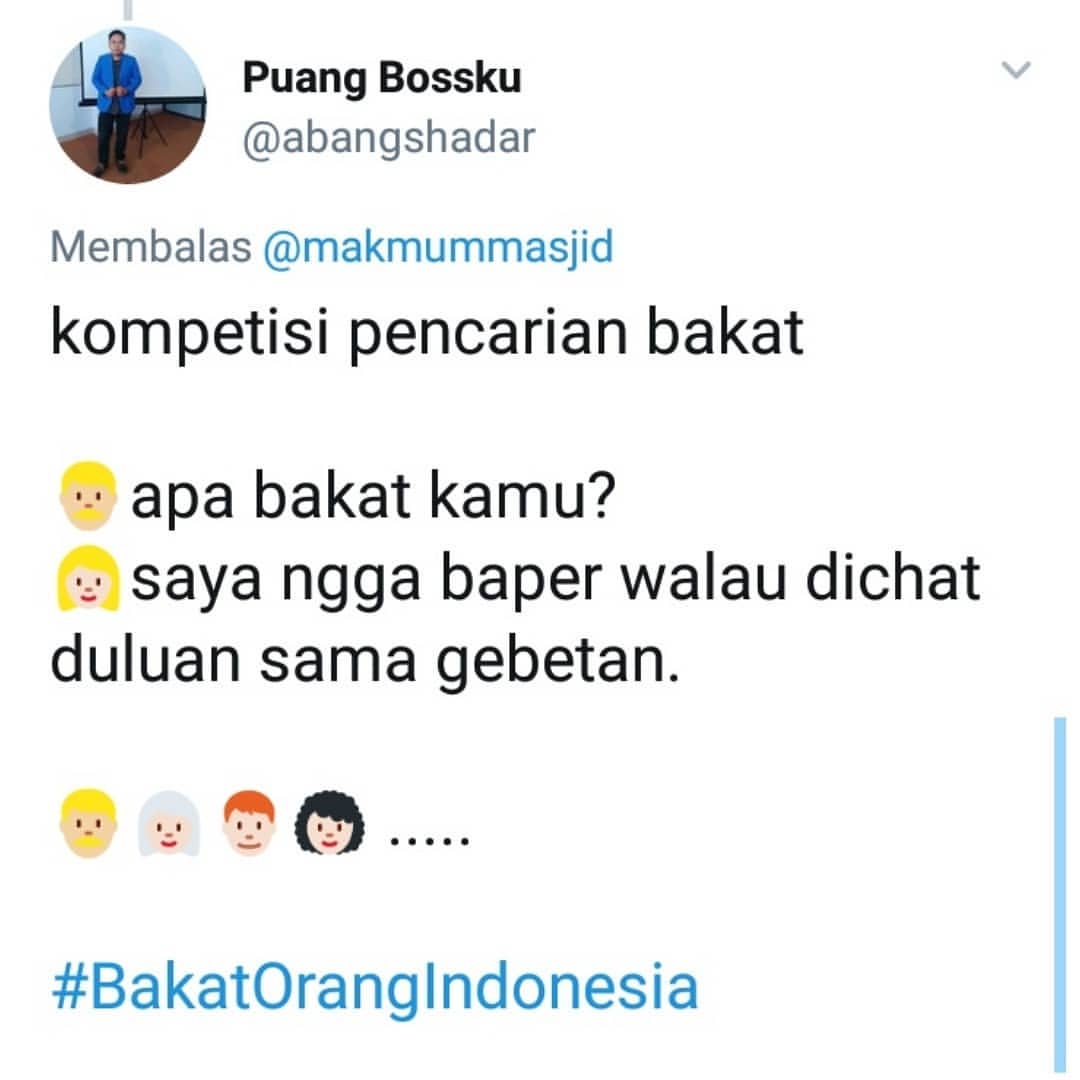 Puang Bossku
@abangshadar
Membalas @makmummasjid
kompetisi pencarian bakat
👨apa bakat kamu?
👩saya ngga baper walau dichat
duluan sama gebetan.
.....
#BakatOrangIndonesia